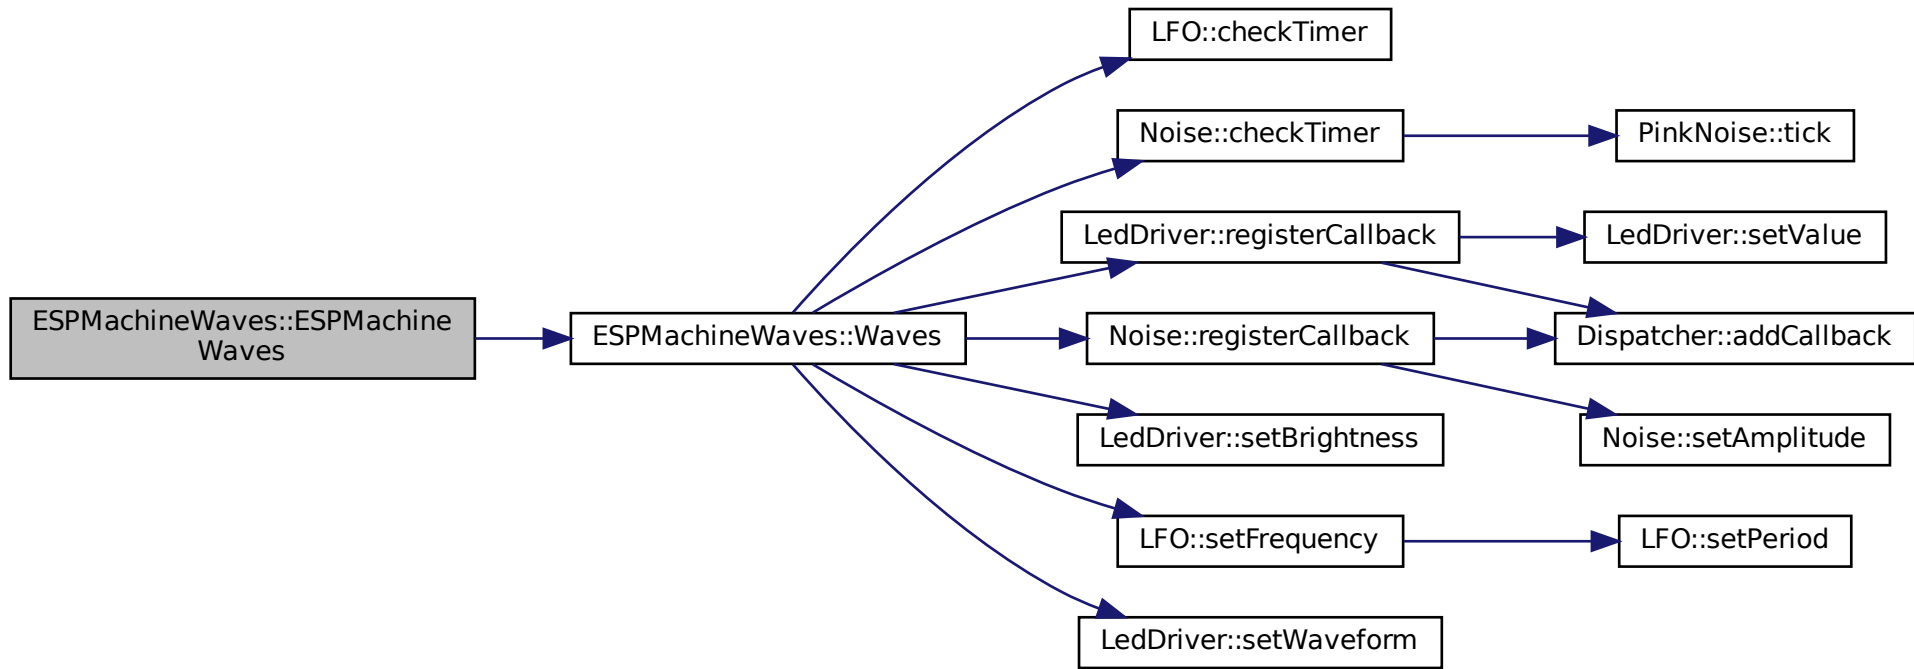 ESPMachineWaves::ESPMachine
Waves
ESPMachineWaves::Waves
LFO::checkTimer
Noise::checkTimer
LedDriver::registerCallback
Noise::registerCallback
LedDriver::setBrightness
LFO::setFrequency
LedDriver::setWaveform
PinkNoise::tick
LedDriver::setValue
Dispatcher::addCallback
Noise::setAmplitude
LFO::setPeriod